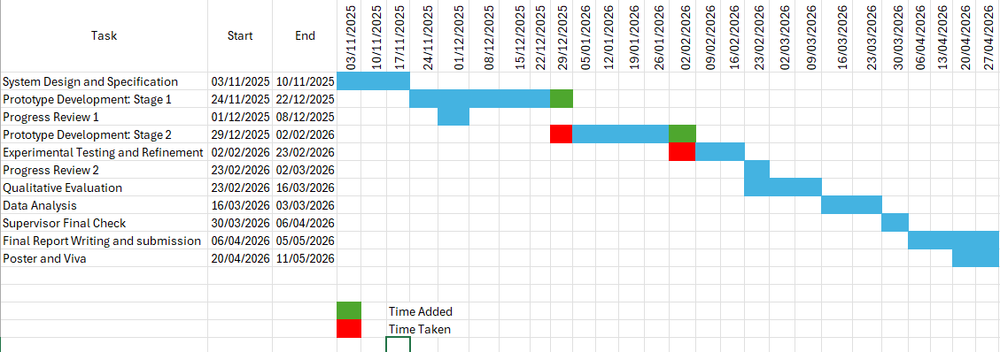 Task Start End 03/11/2025 10/11/2025 17/11/2025 24/11/2025 01/12/2025 08/12/2025 15/12/2025 22/12/2025 29/12/2025 05/01/2026 12/01/2026 19/01/2026 26/01/2026 02/02/2026 09/02/2026 16/02/2026 23/02/2026 02/03/2026 09/03/2026 16/03/2026 23/03/2026 30/03/2026 06/04/2026 13/04/2026 20/04/2026 27/04/2026
System Design and Specification 03/11/2025 10/11/2025
Prototype Development: Stage 1 24/11/2025 22/12/2025
Progress Review 1 01/12/2025 08/12/2025
Prototype Development: Stage 2 29/12/2025 02/02/2026
Experimental Testing and Refinement 02/02/2026 23/02/2026
Progress Review 2 23/02/2026 02/03/2026
Qualitative Evaluation 23/02/2026 16/03/2026
Data Analysis 16/03/2026 03/03/2026
Supervisor Final Check 30/03/2026 06/04/2026
Final Report Writing and submission 06/04/2026 05/05/2026
Poster and Viva 20/04/2026 11/05/2026
Time Added
Time Taken